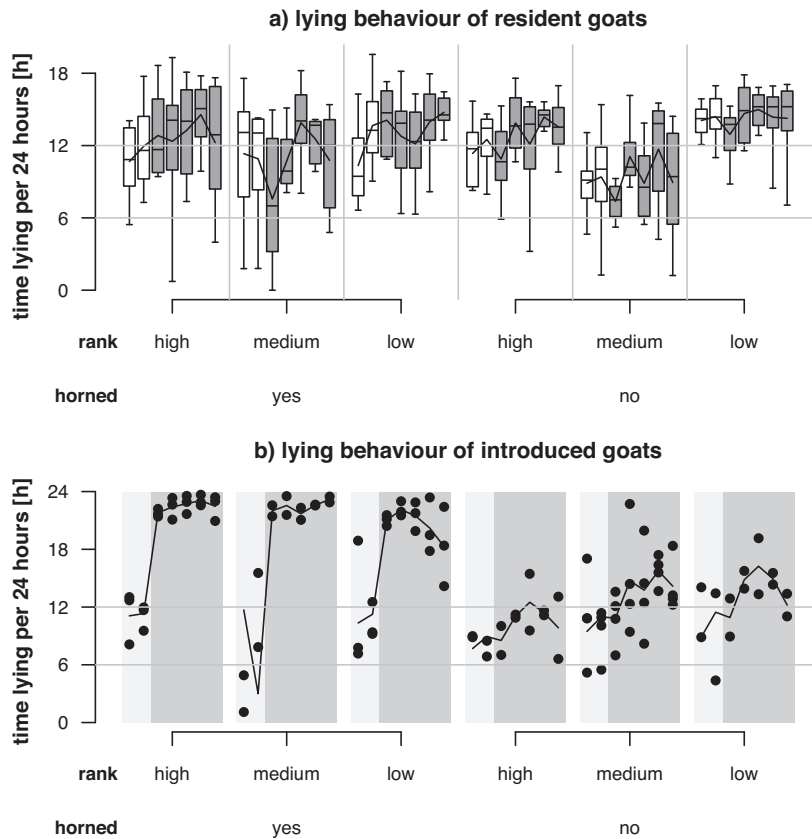 a) lying behaviour of resident goats
time lying per 24 hours [h]
18
12
6
0
rank high medium low high medium low
horned yes no
b) lying behaviour of introduced goats
time lying per 24 hours [h]
24
18
12
6
0
rank high medium low high medium low
horned yes no